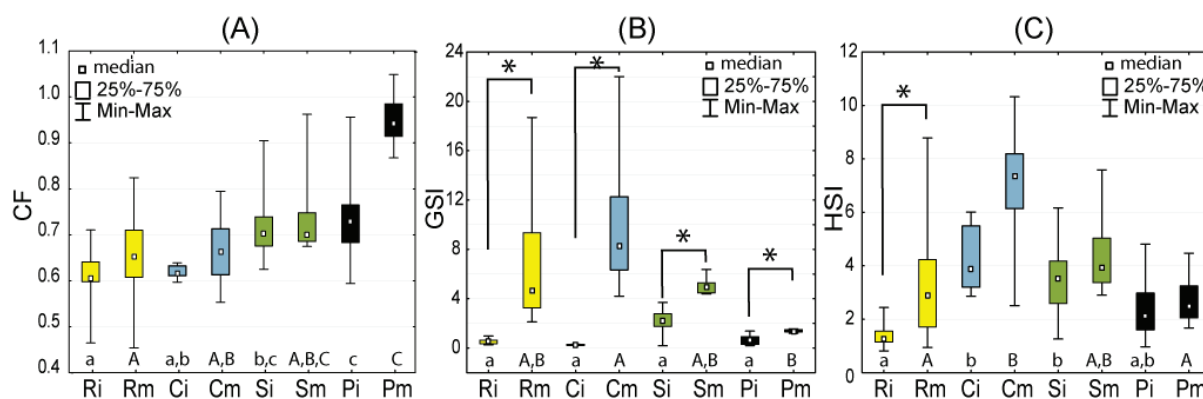 (A)
1.1
1.0
0.9
0.8
0.7
0.6
0.5
0.4
CF
median
25%-75%
Min-Max
a A a,b A,B b,c A,B,C c C
Ri Rm Ci Cm Si Sm Pi Pm
(B)
24
20
16
12
8
4
0
GSI
median
25%-75%
Min-Max
* * * *
a A,B a A a A,B a B
Ri Rm Ci Cm Si Sm Pi Pm
(C)
12
10
8
6
4
2
0
HSI
median
25%-75%
Min-Max
*
a A b B b A,B a,b A
Ri Rm Ci Cm Si Sm Pi Pm